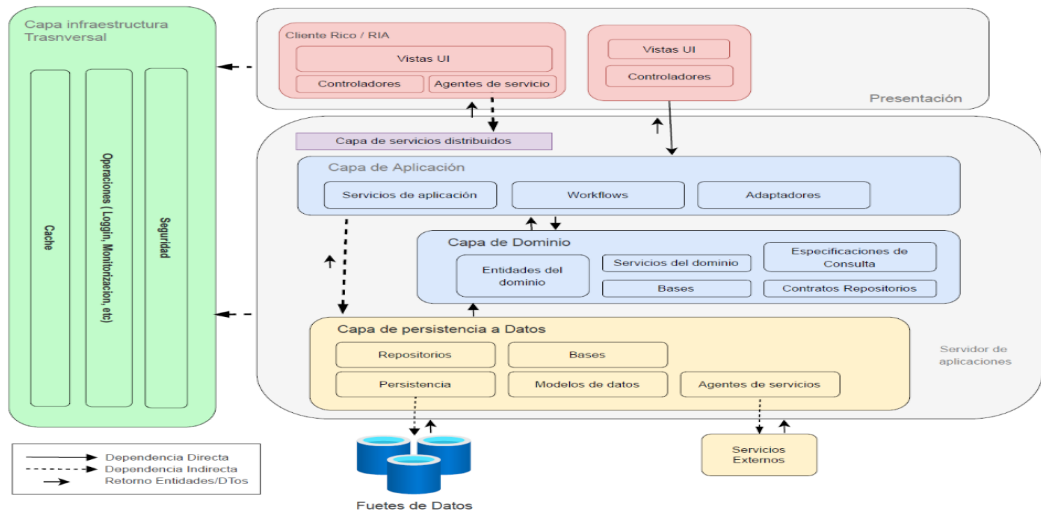 Capa infraestructura
Trasnversal
Cache
Operaciones ( Loggin, Monitorizacion, etc)
Seguridad
Cliente Rico / RIA
Vistas UI
Controladores
Agentes de servicio
Vistas UI
Controladores
Presentación
Capa de servicios distribuidos
Capa de Aplicación
Servicios de aplicación
Workflows
Adaptadores
Capa de Dominio
Entidades del
dominio
Servicios del dominio
Bases
Especificaciones de
Consulta
Contratos Repositorios
Capa de persistencia a Datos
Repositorios
Bases
Persistencia
Modelos de datos
Agentes de servicios
Servidor de
aplicaciones
Dependencia Directa
Dependencia Indirecta
Retorno Entidades/DTos
Fuetes de Datos
Servicios
Externos